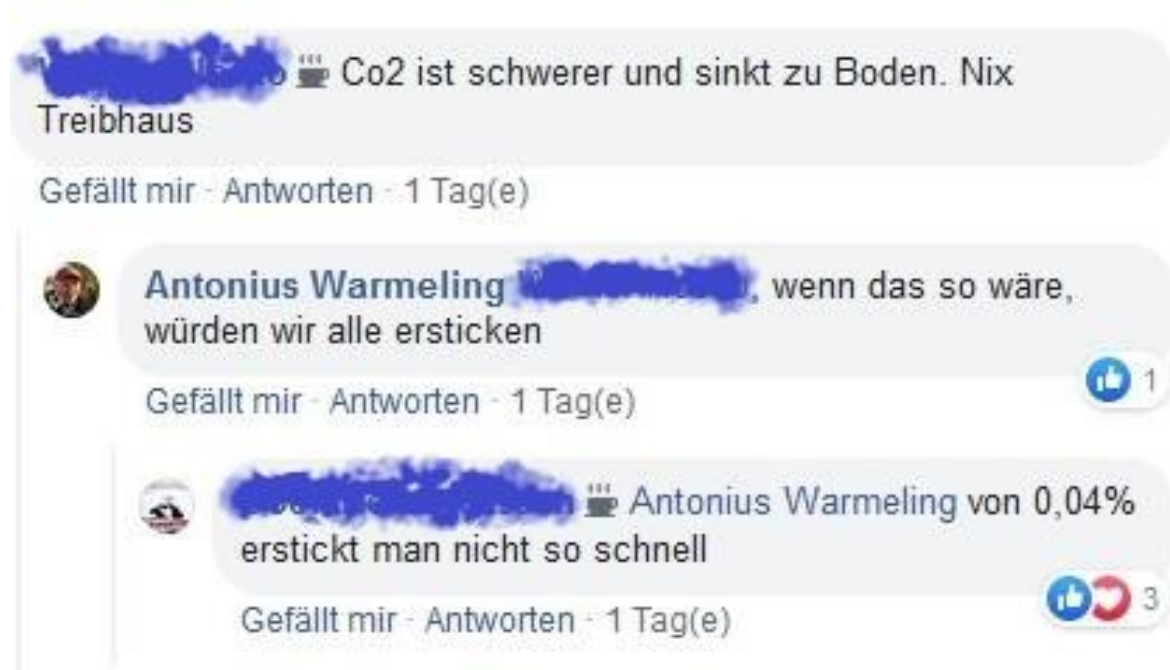 Co2 ist schwerer und sinkt zu Boden. Nix
Treibhaus
Gefällt mir · Antworten · 1 Tag(e)
Antonius Warmeling , wenn das so wäre,
würden wir alle ersticken
1
Gefällt mir · Antworten · 1 Tag(e)
Antonius Warmeling von 0,04%
erstickt man nicht so schnell
3
Gefällt mir · Antworten · 1 Tag(e)